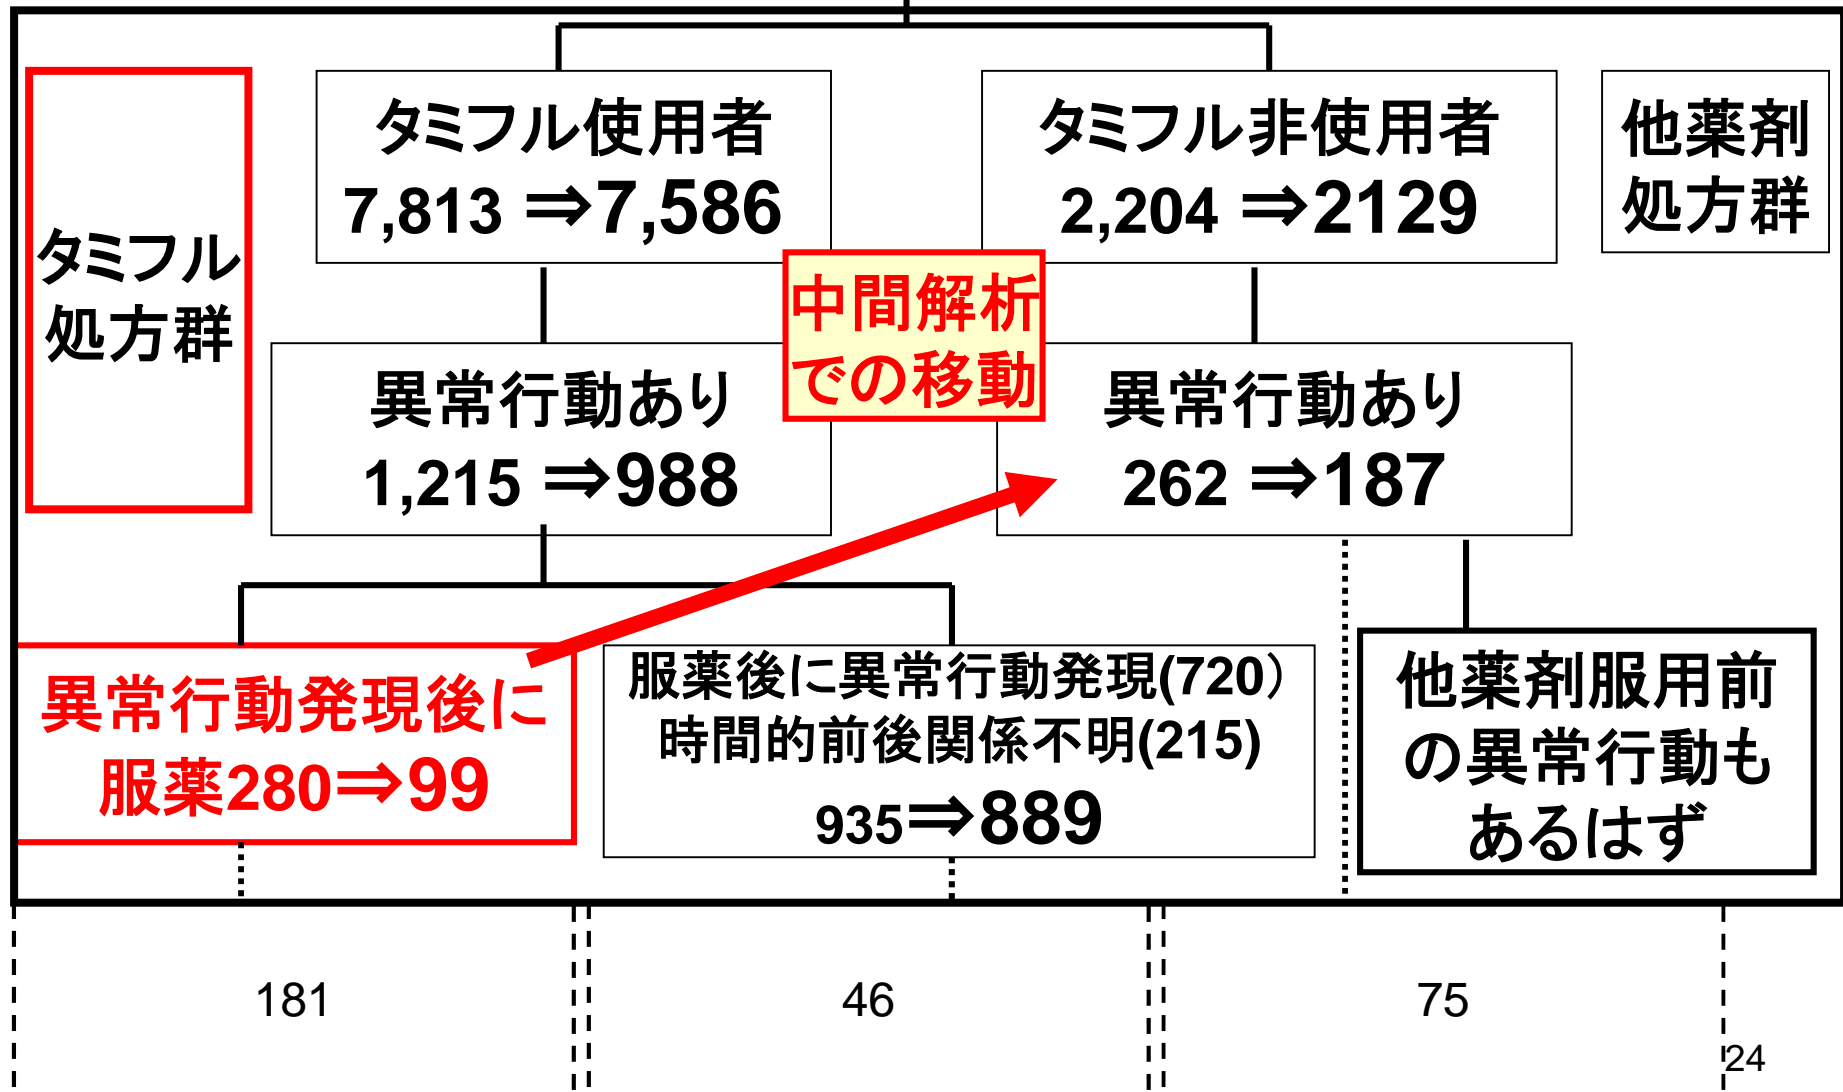 タミフル
処方群
タミフル使用者
7,813 ⇒7,586
タミフル非使用者
2,204 ⇒2129
他薬剤
処方群
中間解析
での移動
異常行動あり
1,215 ⇒988
異常行動あり
262 ⇒187
異常行動発現後に
服薬280⇒99
服薬後に異常行動発現(720）
時間的前後関係不明(215)
935⇒889
他薬剤服用前
の異常行動も
あるはず
181
46
75
24